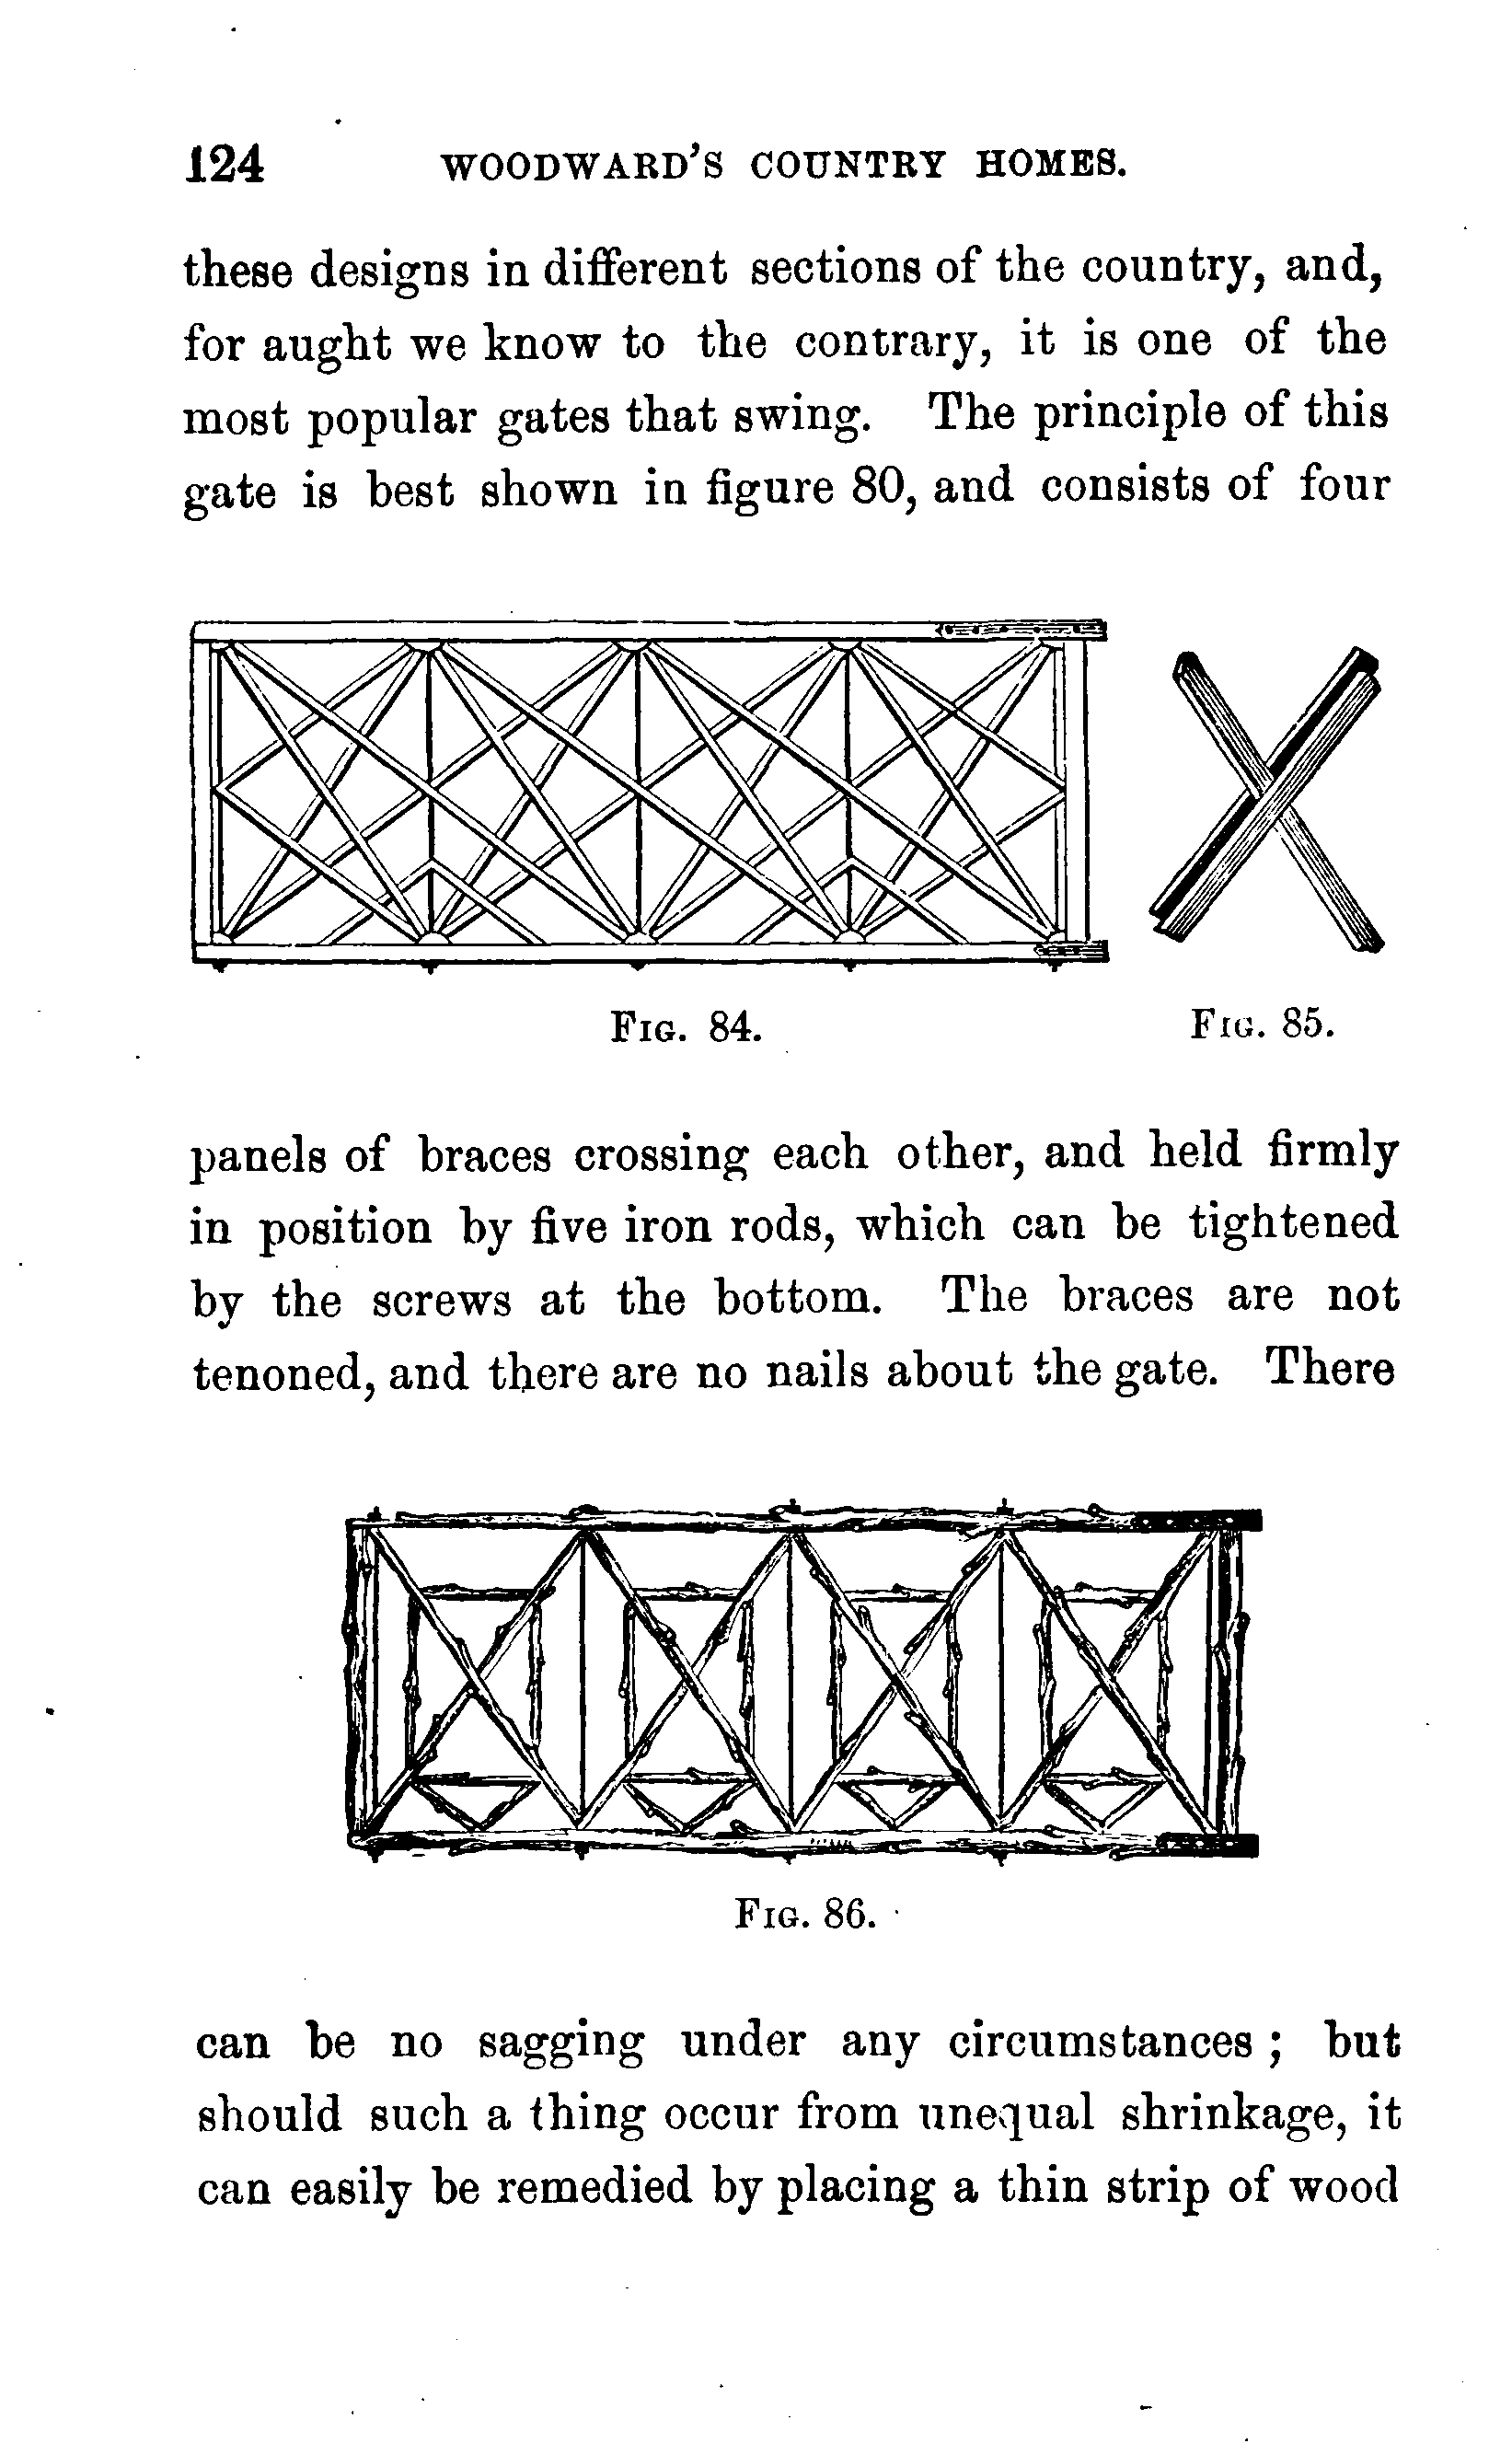 124 WOODWARD'S COUNTRY HOMES.
these designs in different sections of the country, and,
for aught we know to the contrary, it is one of the
most popular gates that swing. The principle of this
gate is best shown in figure 80, and consists of four
FIG. 84. FIG. 85.
panels of braces crossing each other, and held firmly
in position by five iron rods, which can be tightened
by the screws at the bottom. The braces are not
tenoned, and there are no nails about the gate. There
FIG. 86.
can be no sagging under any circumstances ; but
should such a thing occur from unequal shrinkage, it
can easily be remedied by placing a thin strip of wood